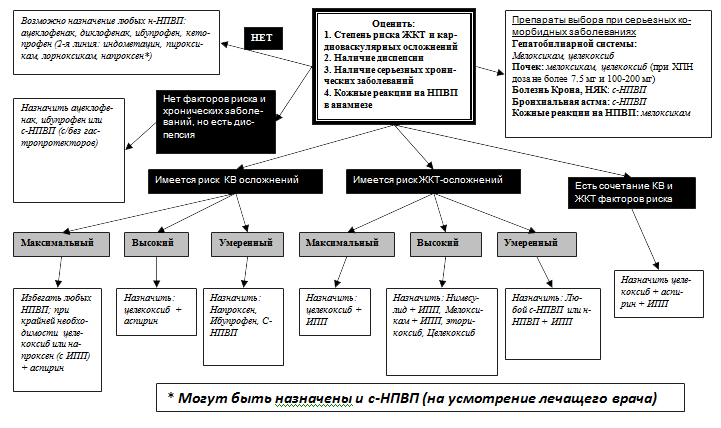 Возможно назначение любых н-НПВП:
ацеклофенак, диклофенак, ибупрофен, кето-
профен (2-я линия: индометацин, пирокси-
кам, лорноксикам, напроксен*)
НЕТ
Оценить:
1. Степень риска ЖКТ и кар-
диоваскулярных осложнений
2. Наличие диспепсии
3. Наличие серьезных хрони-
ческих заболеваний
4. Кожные реакции на НПВП
в анамнезе
Препараты выбора при серьезных ко-
морбидных заболеваниях
Гепатобилиарной системы:
Мелоксикам, целекоксиб
Почек: мелоксикам, целекоксиб (при ХПН
доза не более 7.5 мг и 100-200 мг)
Болезнь Крона, НЯК: с-НПВП
Бронхиальная астма: с-НПВП
Кожные реакции на НПВП: мелоксикам
Назначить ацеклофе-
нак, ибупрофен или
с-НПВП (с/без гас-
тропротекторов)
Нет факторов риска и
хронических заболе-
ваний, но есть дис-
пепсия
Имеется риск КВ осложнений
Имеется риск ЖКТ-осложнений
Есть сочетание КВ и
ЖКТ факторов риска
Максимальный
Высокий
Умеренный
Максимальный
Высокий
Умеренный
Избегать любых
НПВП; при
крайней необхо-
димости целе-
коксиб или на-
проксен (с ИПП)
+ аспирин
Назначить:
целекоксиб +
аспирин
Назначить:
Напроксен,
Ибупрофен, С-
НПВП
Назначить:
целекоксиб +
ИПП
Назначить: Нимесу-
лид + ИПП, Мелокси-
кам + ИПП, этори-
коксиб, Целекоксиб
Назначить: Лю-
бой с-НПВП или н-
НПВП + ИПП
Назначить целе-
коксиб + аспи-
рин + ИПП
* Могут быть назначены и с-НПВП (на усмотрение лечащего врача)